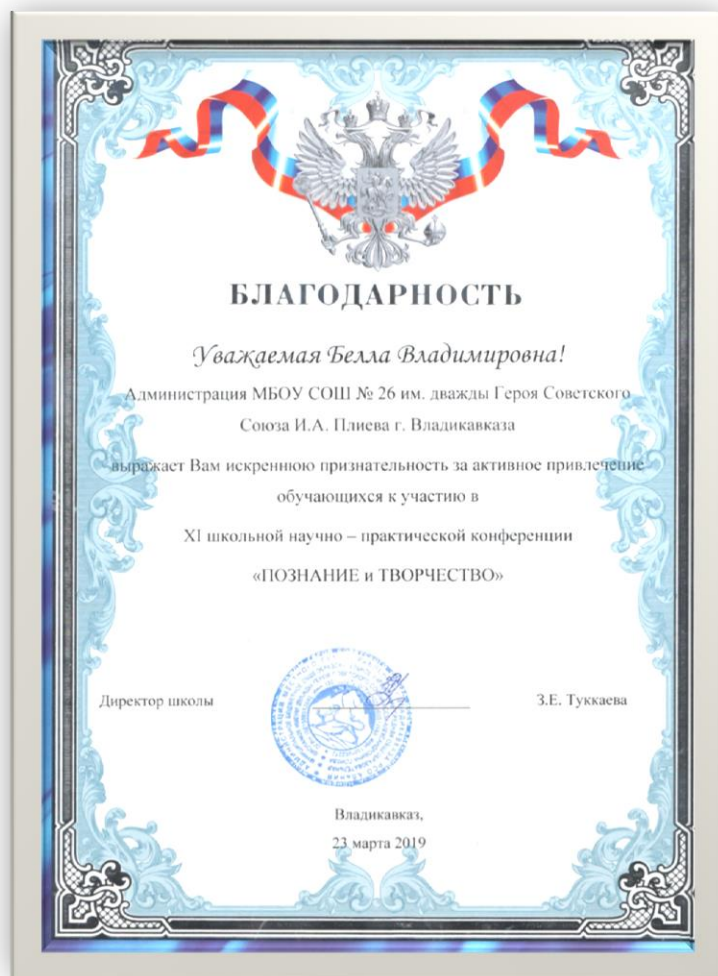 БЛАГОДАРНОСТЬ
Уважаемая Белла Владимировна!
Администрация МБОУ СОШ № 26 им. дважды Героя Советского
Союза И.А. Плиева г. Владикавказа
выражает Вам искреннюю признательность за активное привлечение
обучающихся к участию в
XI школьной научно – практической конференции
«ПОЗНАНИЕ и ТВОРЧЕСТВО»
Директор школы З.Е. Туккаева
Владикавказ,
23 марта 2019